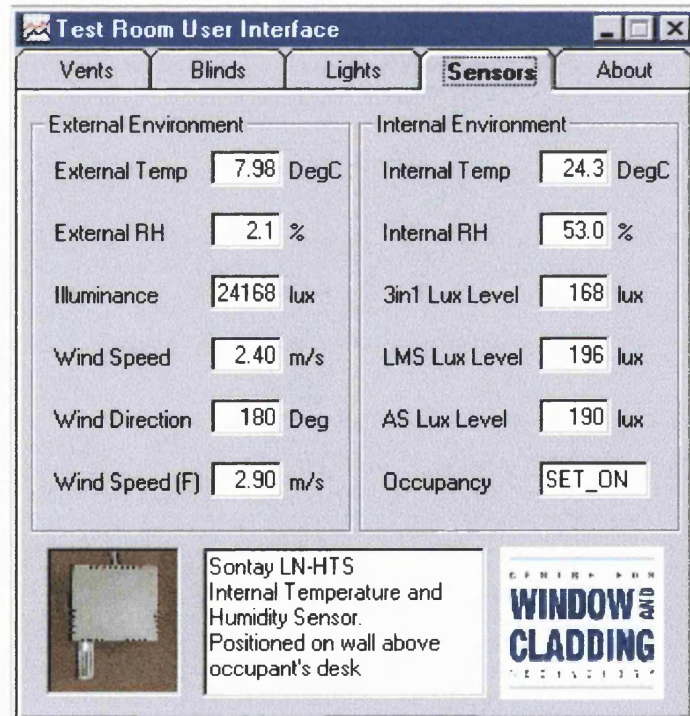 Test Room User Interface
Vents Blinds Lights Sensors About
External Environment
External Temp 7.98 DegC
External RH 2.1 %
Illuminance 24168 lux
Wind Speed 2.40 m/s
Wind Direction 180 Deg
Wind Speed (F) 2.90 m/s
Internal Environment
Internal Temp 24.3 DegC
Internal RH 53.0 %
3in1 Lux Level 168 lux
LMS Lux Level 196 lux
AS Lux Level 190 lux
Occupancy SET_ON
Sontay LN-HTS
Internal Temperature and
Humidity Sensor.
Positioned on wall above
occupant's desk
CENTRE FOR
WINDOW AND
CLADDING